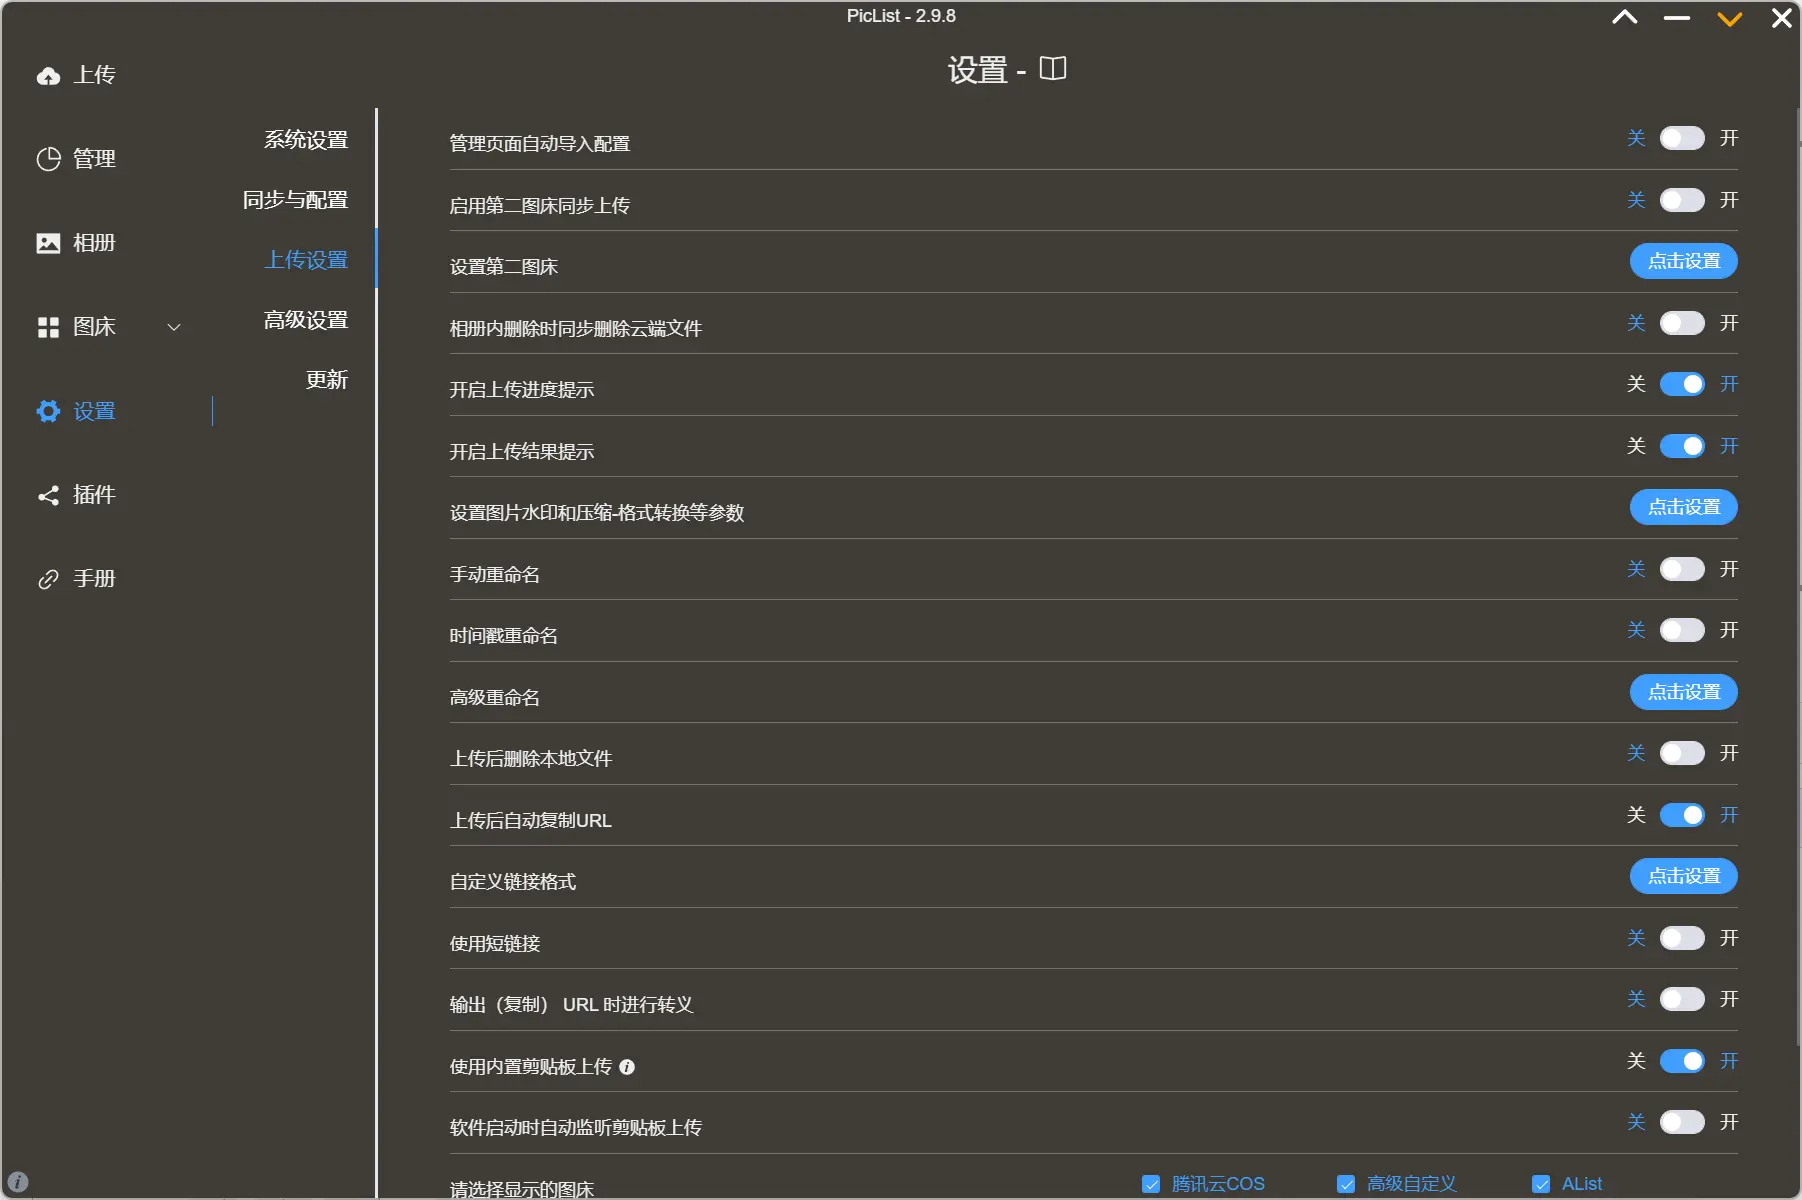 PicList - 2.9.8
设置 -
上传
管理
相册
图床
设置
插件
手册
系统设置
同步与配置
上传设置
高级设置
更新
管理页面自动导入配置 关 开
启用第二图床同步上传 关 开
设置第二图床 点击设置
相册内删除时同步删除云端文件 关 开
开启上传进度提示 关 开
开启上传结果提示 关 开
设置图片水印和压缩-格式转换等参数 点击设置
手动重命名 关 开
时间戳重命名 关 开
高级重命名 点击设置
上传后删除本地文件 关 开
上传后自动复制URL 关 开
自定义链接格式 点击设置
使用短链接 关 开
输出（复制） URL 时进行转义 关 开
使用内置剪贴板上传 关 开
软件启动时自动监听剪贴板上传 关 开
请选择显示的图床 腾讯云COS 高级自定义 AList